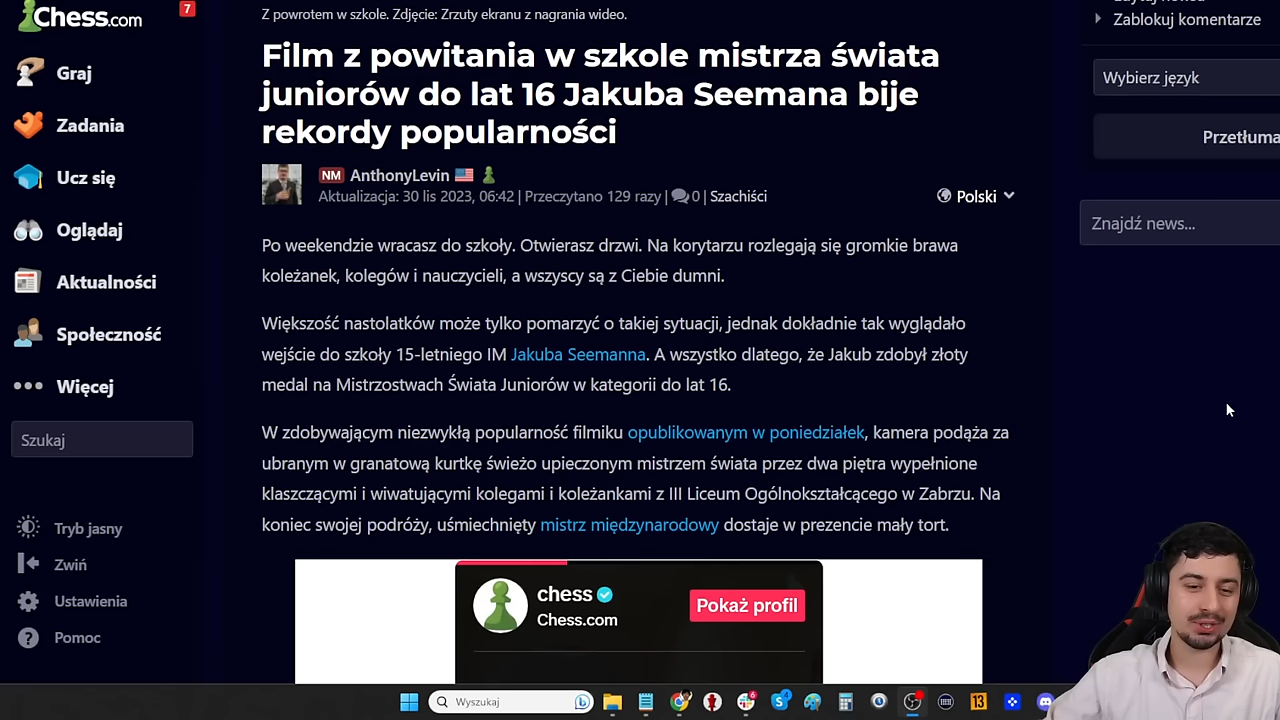 Chess.com
7
Graj
Zadania
Ucz się
Oglądaj
Aktualności
Społeczność
Więcej
Szukaj
Tryb jasny
Zwiń
Ustawienia
Pomoc
Z powrotem w szkole. Zdjęcie: Zrzuty ekranu z nagrania wideo.
Film z powitania w szkole mistrza świata
juniorów do lat 16 Jakuba Seemana bije
rekordy popularności
NM AnthonyLevin
Aktualizacja: 30 lis 2023, 06:42 | Przeczytano 129 razy | 0 | Szachiści
Polski
Po weekendzie wracasz do szkoły. Otwierasz drzwi. Na korytarzu rozlegają się gromkie brawa
koleżanek, kolegów i nauczycieli, a wszyscy są z Ciebie dumni.
Większość nastolatków może tylko pomarzyć o takiej sytuacji, jednak dokładnie tak wyglądało
wejście do szkoły 15-letniego IM Jakuba Seemanna. A wszystko dlatego, że Jakub zdobył złoty
medal na Mistrzostwach Świata Juniorów w kategorii do lat 16.
W zdobywającym niezwykłą popularność filmiku opublikowanym w poniedziałek, kamera podąża za
ubranym w granatową kurtkę świeżo upieczonym mistrzem świata przez dwa piętra wypełnione
klaszczącymi i wiwatującymi kolegami i koleżankami z III Liceum Ogólnokształcącego w Zabrzu. Na
koniec swojej podróży, uśmiechnięty mistrz międzynarodowy dostaje w prezencie mały tort.
chess
Chess.com
Pokaż profil
Zablokuj komentarze
Wybierz język
Przetłuma
Znajdź news...
Wyszukaj
6
4
13